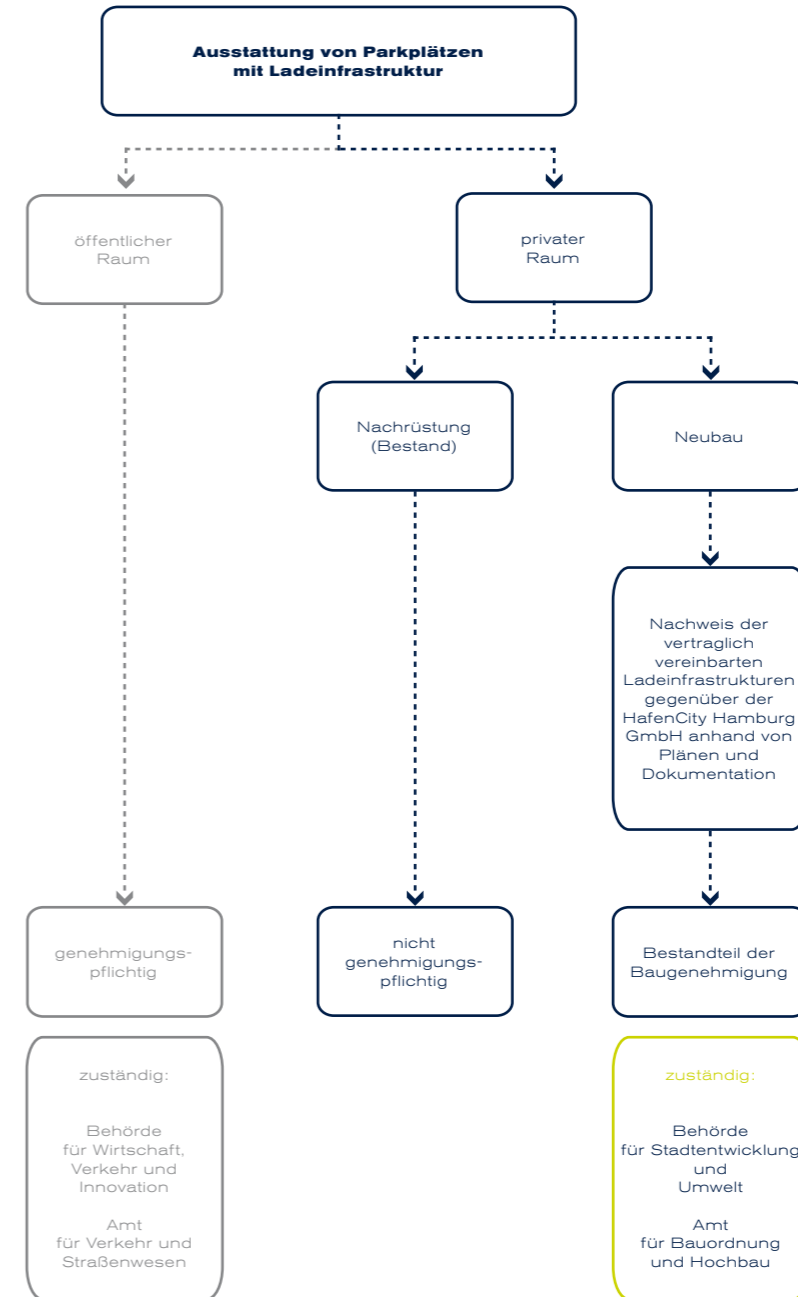 Ausstattung von Parkplätzen
mit Ladeinfrastruktur
öffentlicher
Raum
privater
Raum
Nachrüstung
(Bestand)
Neubau
Nachweis der
vertraglich
vereinbarten
Ladeinfrastrukturen
gegenüber der
HafenCity Hamburg
GmbH anhand von
Plänen und
Dokumentation
genehmigungs-
pflichtig
nicht
genehmigungs-
pflichtig
Bestandteil der
Baugenehmigung
zuständig:
Behörde
für Wirtschaft,
Verkehr und
Innovation
Amt
für Verkehr und
Straßenwesen
zuständig:
Behörde
für Stadtentwicklung
und
Umwelt
Amt
für Bauordnung
und Hochbau